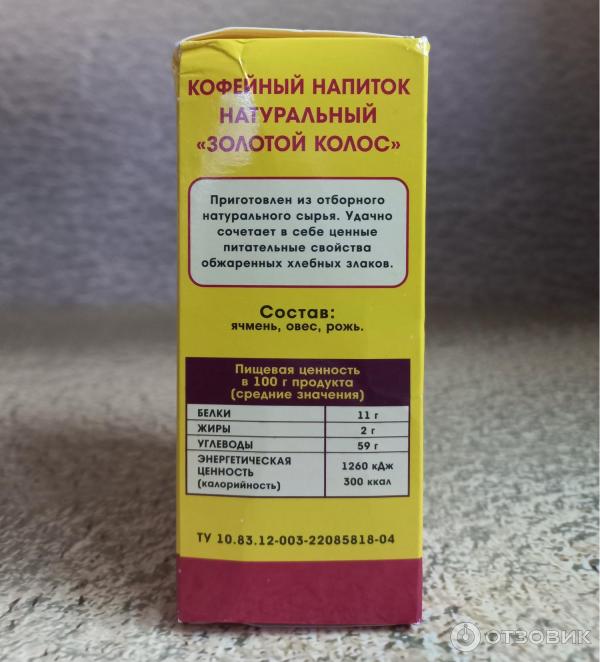 КОФЕЙНЫЙ НАПИТОК
НАТУРАЛЬНЫЙ
«ЗОЛОТОЙ КОЛОС»
Приготовлен из отборного
натурального сырья. Удачно
сочетает в себе ценные
питательные свойства
обжаренных хлебных злаков.
Состав:
ячмень, овес, рожь.
Пищевая ценность
в 100 г продукта
(средние значения)
БЕЛКИ 11 г
ЖИРЫ 2 г
УГЛЕВОДЫ 59 г
ЭНЕРГЕТИЧЕСКАЯ 1260 кДж
ЦЕННОСТЬ
(калорийность) 300 ккал
ТУ 10.83.12-003-22085818-04
ОТЗОВИК